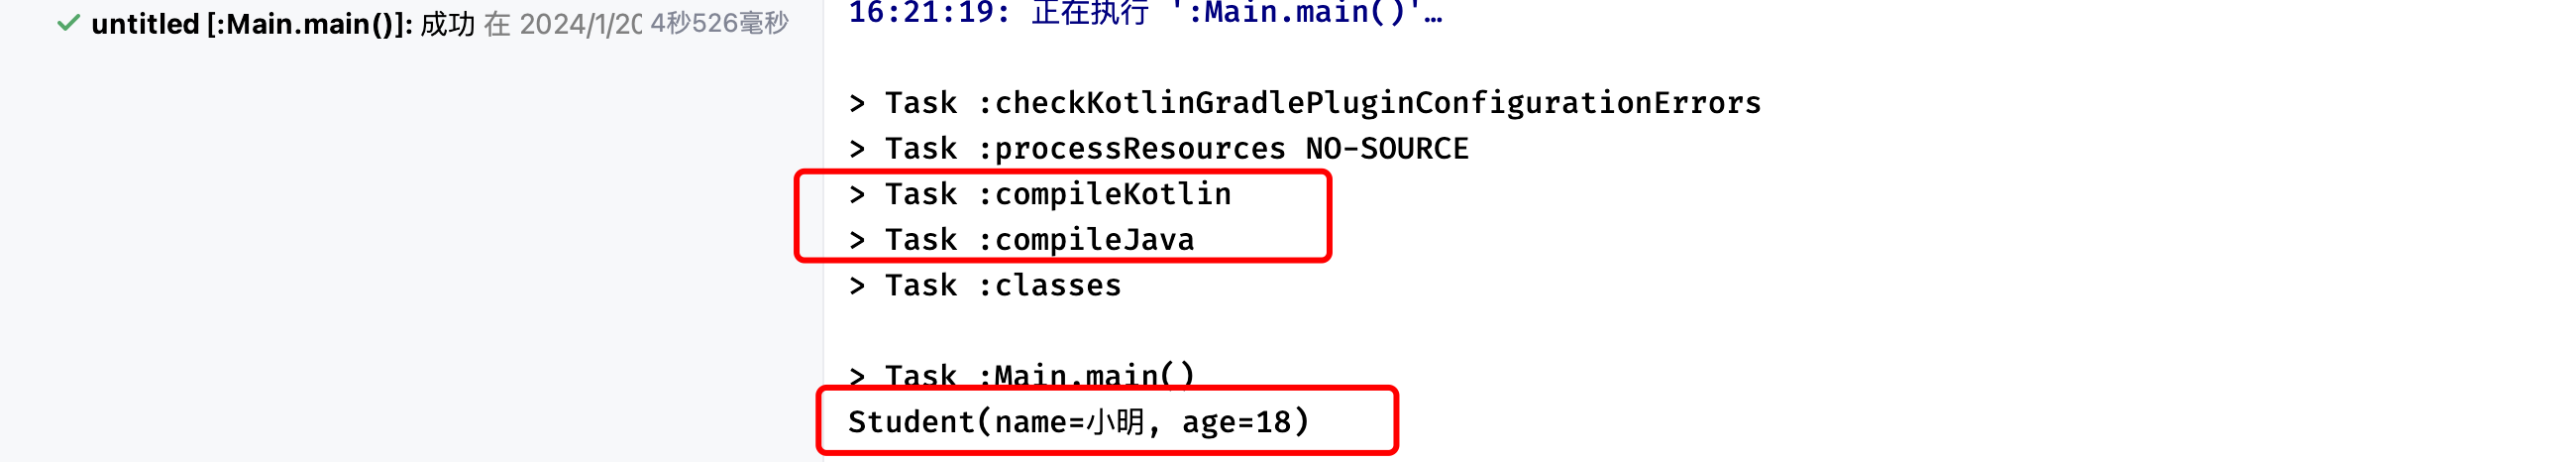 untitled [:Main.main()]: 成功 在 2024/1/20 4秒526毫秒
16:21:19: 正在执行 ':Main.main()'…
> Task :checkKotlinGradlePluginConfigurationErrors
> Task :processResources NO-SOURCE
> Task :compileKotlin
> Task :compileJava
> Task :classes
> Task :Main.main()
Student(name=小明, age=18)